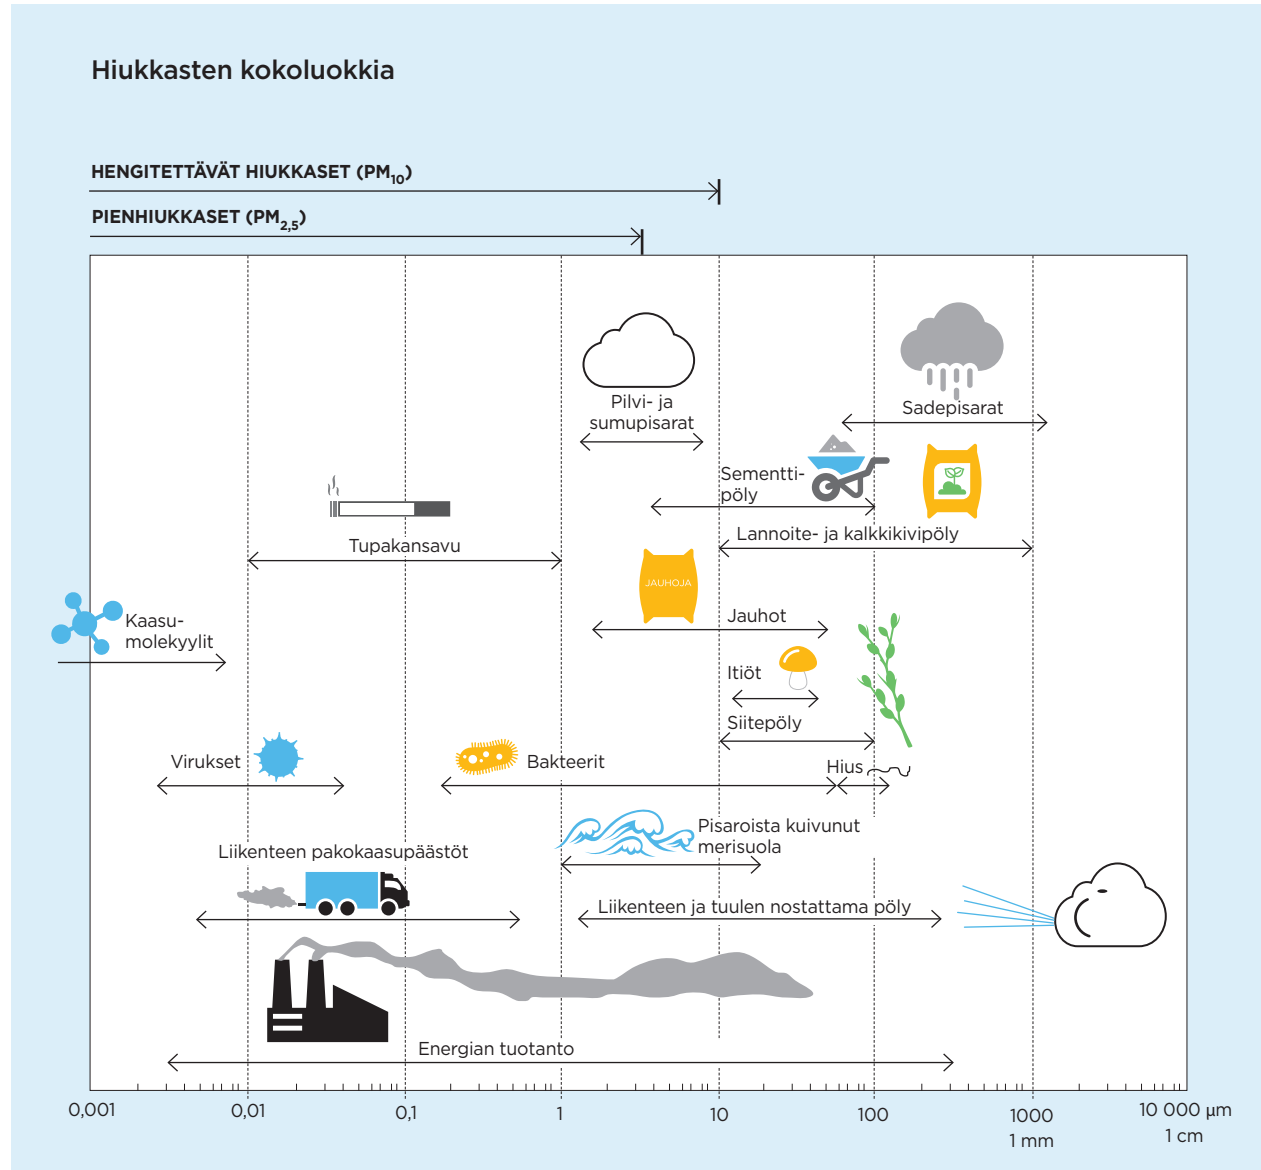 Hiukkasten kokoluokkia
HENGITETTÄVÄT HIUKKASET (PM10)
PIENHIUKKASET (PM2,5)
Pilvi- ja
sumupisarat
Sadepisarat
Sementti-
pöly
Lannoite- ja kalkkikivipöly
Tupakansavu
JAUHOJA
Jauhot
Kaasu-
molekyylit
Itiöt
Siitepöly
Virukset
Bakteerit
Hius
Pisaroista kuivunut
merisuola
Liikenteen pakokaasupäästöt
Liikenteen ja tuulen nostattama pöly
Energian tuotanto
0,001 0,01 0,1 1 10 100 1000 10 000 µm
1 mm 1 cm